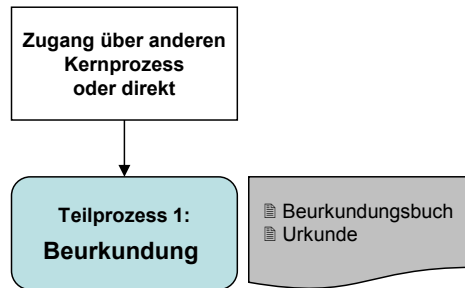 Zugang über anderen
Kernprozess
oder direkt
Teilprozess 1:
Beurkundung
Beurkundungsbuch
Urkunde